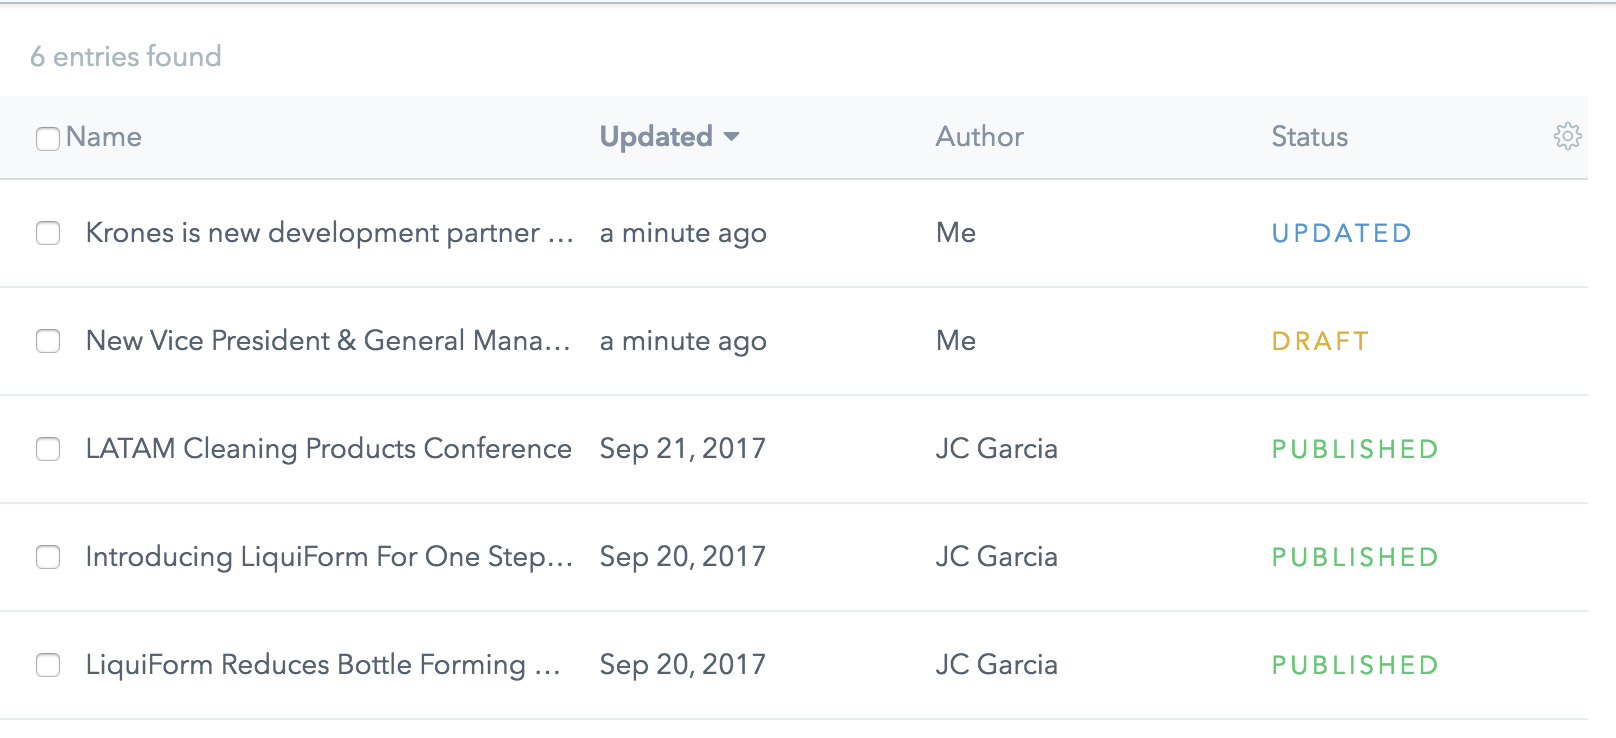 6 entries found
Name Updated Author Status
Krones is new development partner ... a minute ago Me UPDATED
New Vice President & General Mana... a minute ago Me DRAFT
LATAM Cleaning Products Conference Sep 21, 2017 JC Garcia PUBLISHED
Introducing LiquiForm For One Step... Sep 20, 2017 JC Garcia PUBLISHED
LiquiForm Reduces Bottle Forming ... Sep 20, 2017 JC Garcia PUBLISHED